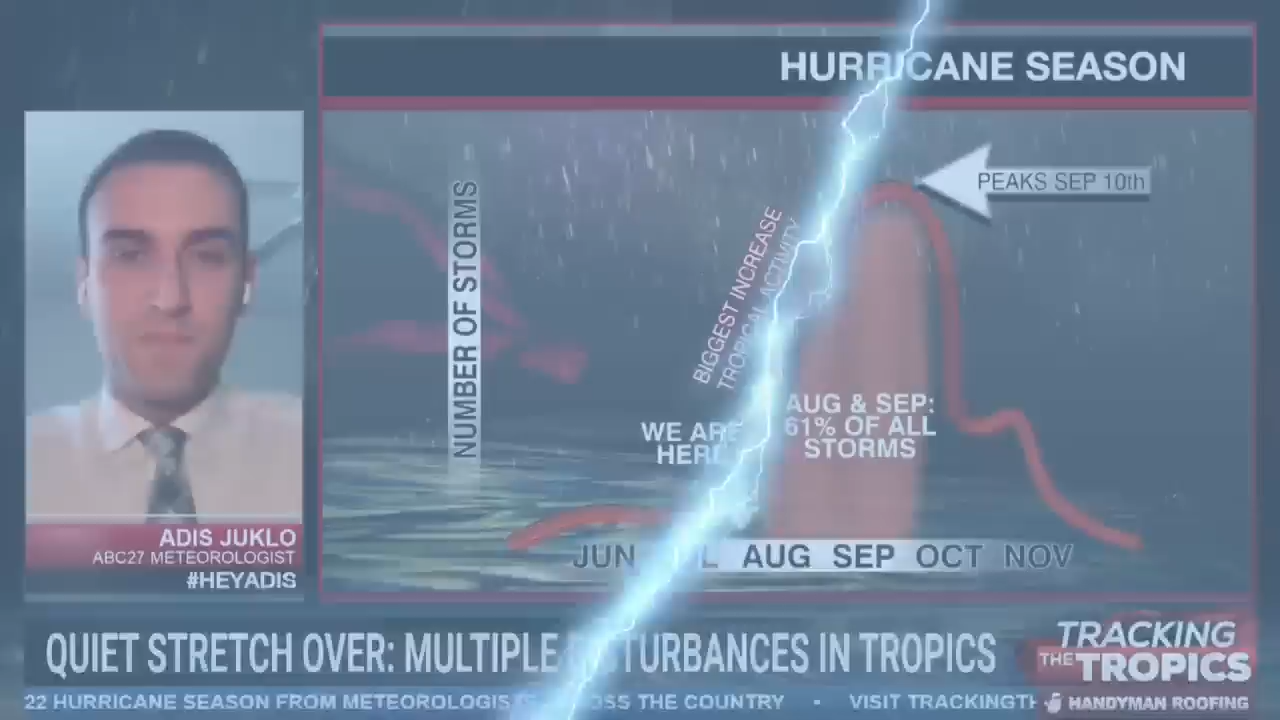 HURRICANE SEASON
PEAKS SEP 10th
NUMBER OF STORMS
BIGGEST INCREASE
TROPICAL ACTIVITY
WE ARE
HERE
AUG & SEP:
61% OF ALL
STORMS
JUN AUG SEP OCT NOV
ADIS JUKLO
ABC27 METEOROLOGIST
#HEYADIS
QUIET STRETCH OVER: MULTIPLE DISTURBANCES IN TROPICS
TRACKING
THE TROPICS
22 HURRICANE SEASON FROM METEOROLOGIS OSS THE COUNTRY • VISIT TRACKINGTH
HANDYMAN ROOFING